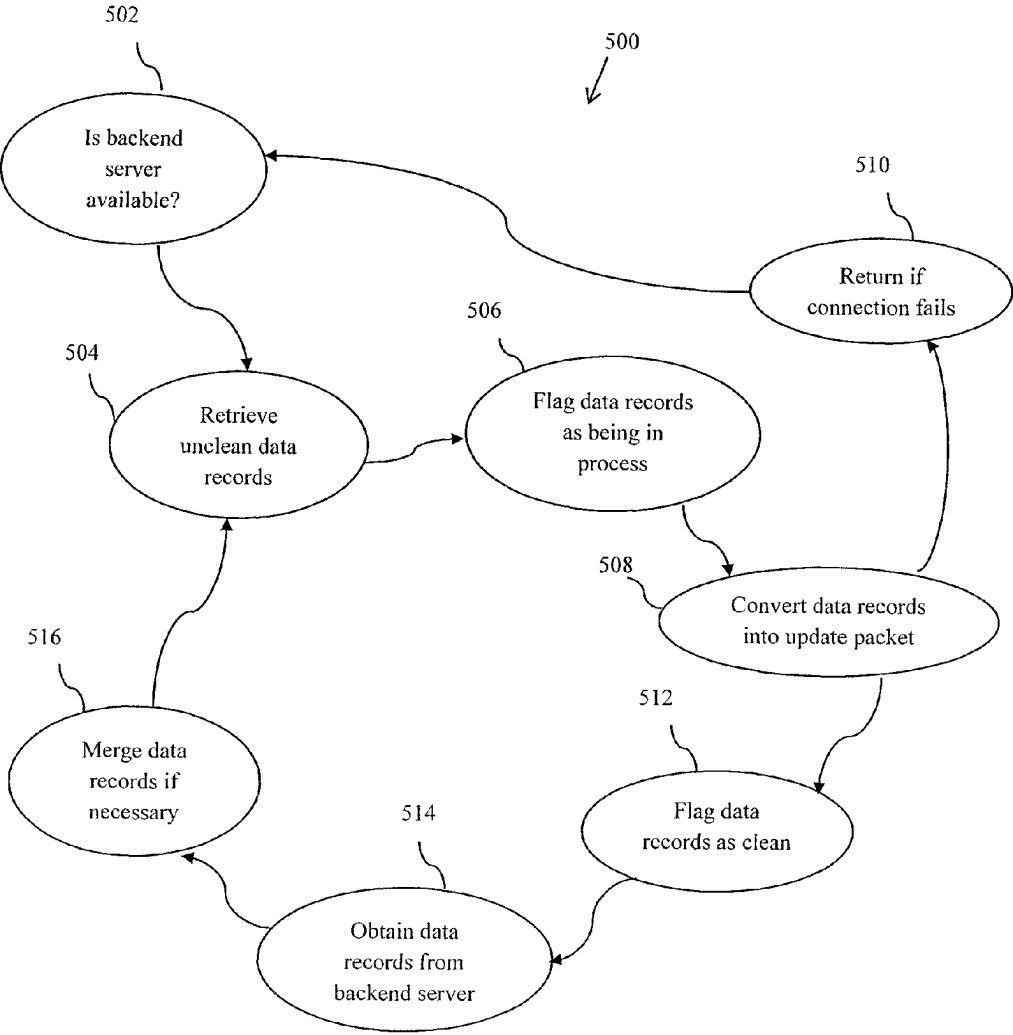 502
500
Is backend
server
available?
510
Return if
connection fails
506
504
Flag data records
as being in
process
Retrieve
unclean data
records
508
Convert data records
into update packet
516
512
Merge data
records if
necessary
Flag data
records as clean
514
Obtain data
records from
backend server